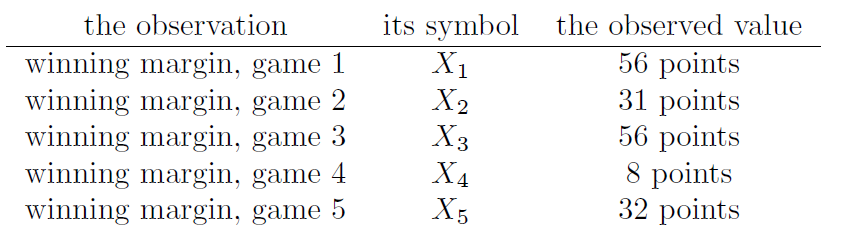 the observation its symbol the observed value
winning margin, game 1 X₁ 56 points
winning margin, game 2 X₂ 31 points
winning margin, game 3 X₃ 56 points
winning margin, game 4 X₄ 8 points
winning margin, game 5 X₅ 32 points